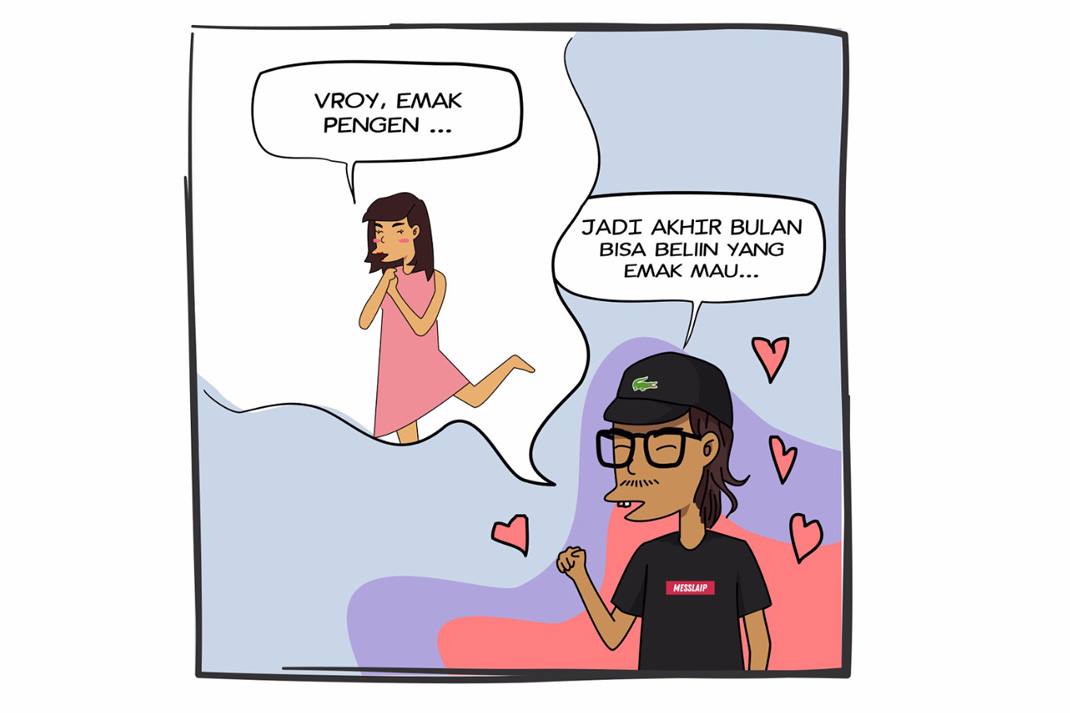 VROY, EMAK
PENGEN ...
JADI AKHIR BULAN
BISA BELIIN YANG
EMAK MAU...
MESSLAIP